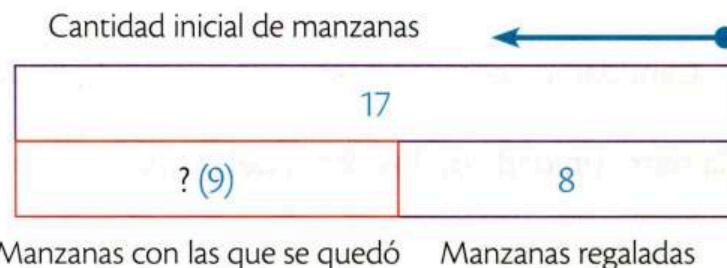 Cantidad inicial de manzanas
17
? (9)
8
Manzanas con las que se quedó
Manzanas regaladas